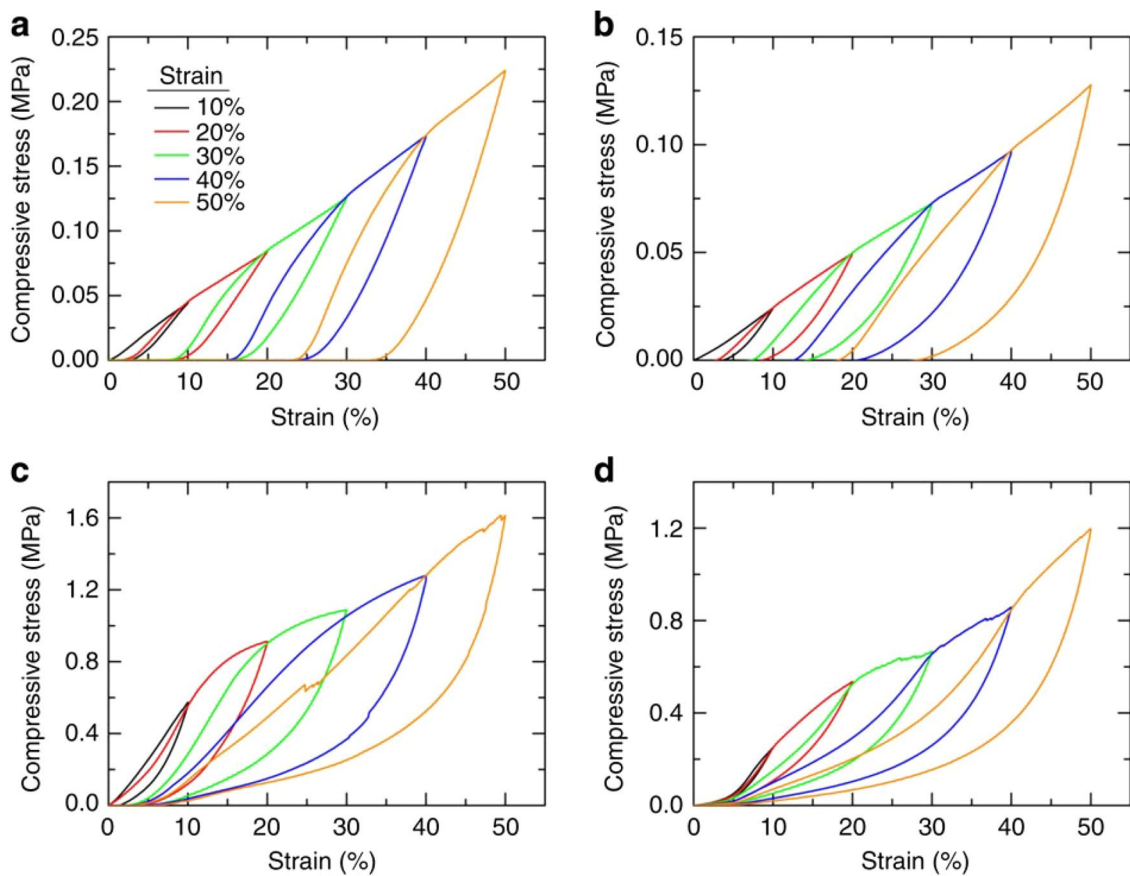 a
Compressive stress (MPa)
0.25
0.20
0.15
0.10
0.05
0.00
Strain
10%
20%
30%
40%
50%
0 10 20 30 40 50
Strain (%)
b
Compressive stress (MPa)
0.15
0.10
0.05
0.00
0 10 20 30 40 50
Strain (%)
c
Compressive stress (MPa)
1.6
1.2
0.8
0.4
0.0
0 10 20 30 40 50
Strain (%)
d
Compressive stress (MPa)
1.2
0.8
0.4
0.0
0 10 20 30 40 50
Strain (%)